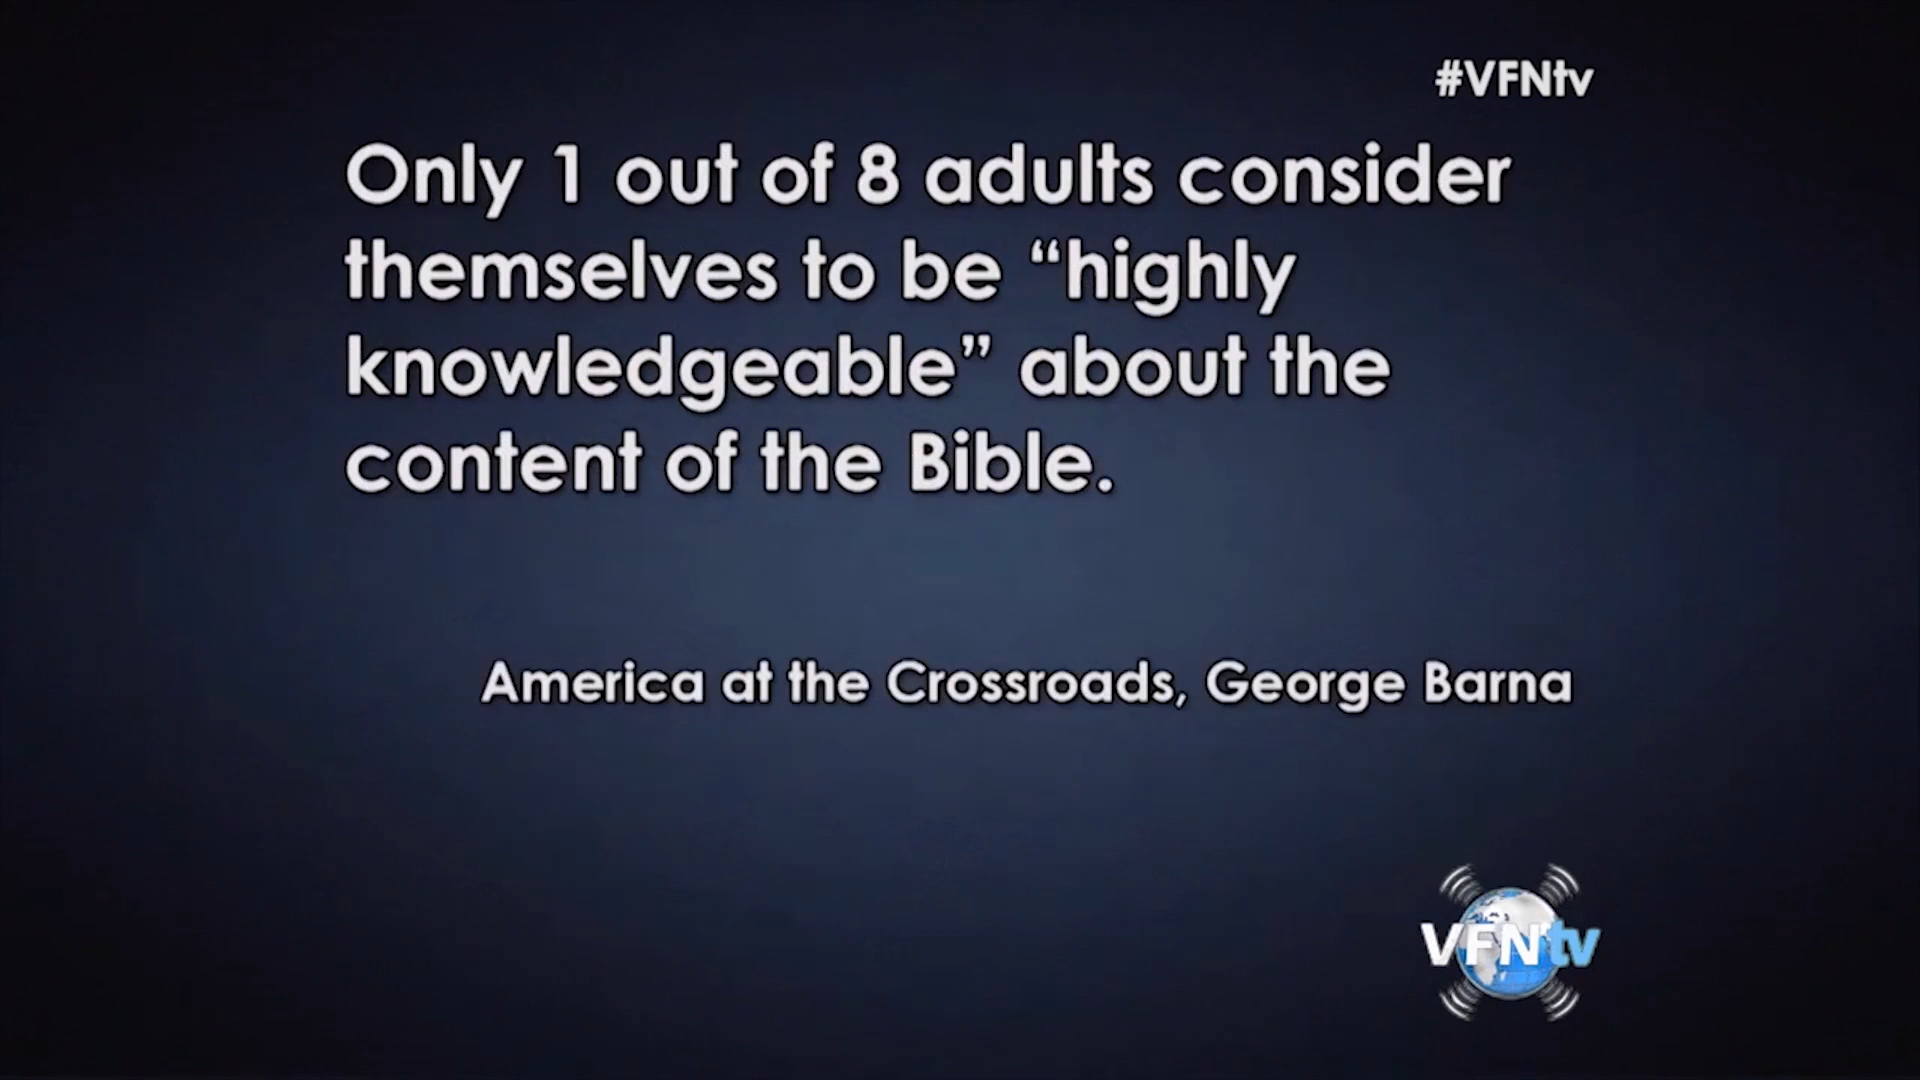 #VFNtv
Only 1 out of 8 adults consider
themselves to be “highly
knowledgeable” about the
content of the Bible.
America at the Crossroads, George Barna
VFNtv